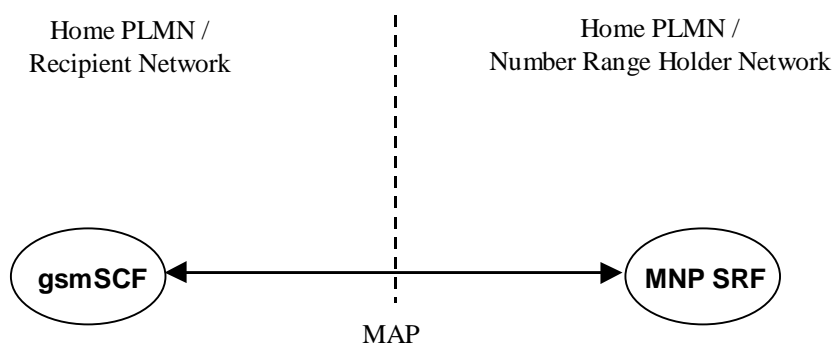 Home PLMN /
Recipient Network
Home PLMN /
Number Range Holder Network
gsmSCF
MNP SRF
MAP